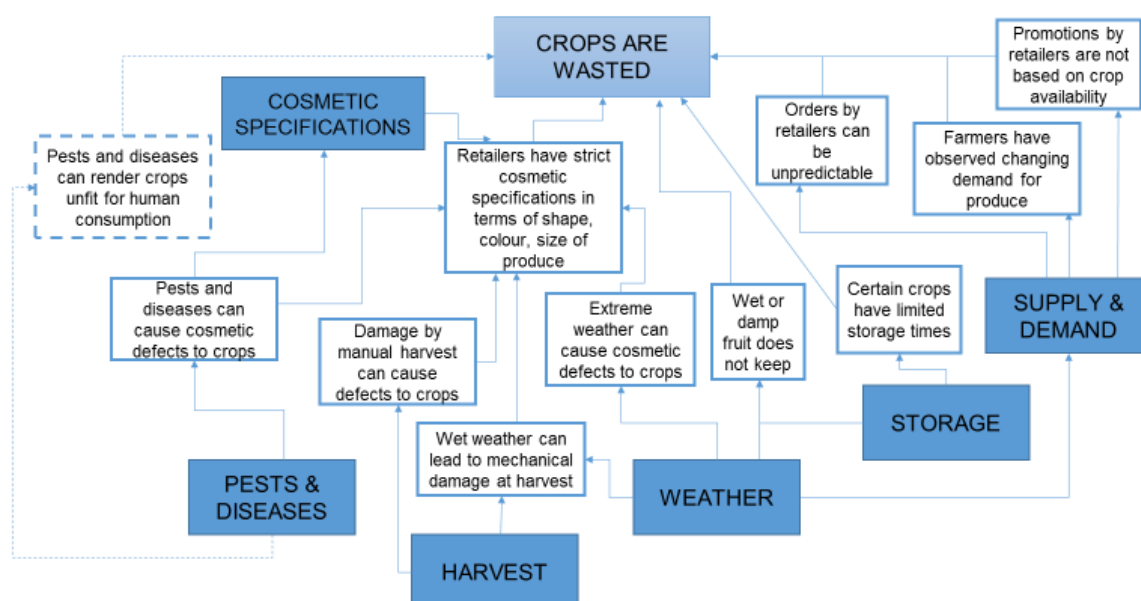 CROPS ARE
WASTED
Promotions by
retailers are not
based on crop
availability
COSMETIC
SPECIFICATIONS
Orders by
retailers can
be
unpredictable
Farmers have
observed changing
demand for
produce
Pests and diseases
can render crops
unfit for human
consumption
Retailers have strict
cosmetic
specifications in
terms of shape,
colour, size of
produce
Pests and
diseases can
cause cosmetic
defects to crops
Damage by
manual harvest
can cause
defects to crops
Extreme
weather can
cause cosmetic
defects to crops
Wet or
damp
fruit does
not keep
Certain crops
have limited
storage times
SUPPLY &
DEMAND
STORAGE
Wet weather can
lead to mechanical
damage at harvest
PESTS &
DISEASES
WEATHER
HARVEST